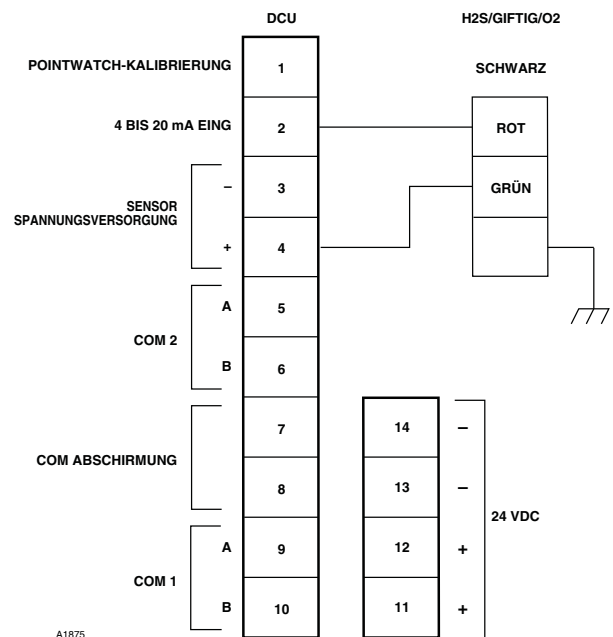 DCU
H2S/GIFTIG/O2
POINTWATCH-KALIBRIERUNG
1
SCHWARZ
4 BIS 20 mA EING
2
ROT
SENSOR
SPANNUNGSVERSORGUNG
–
3
GRÜN
+
4
COM 2
A
5
B
6
COM ABSCHIRMUNG
7
14
–
8
13
–
24 VDC
COM 1
A
9
12
+
B
10
11
+
A1875